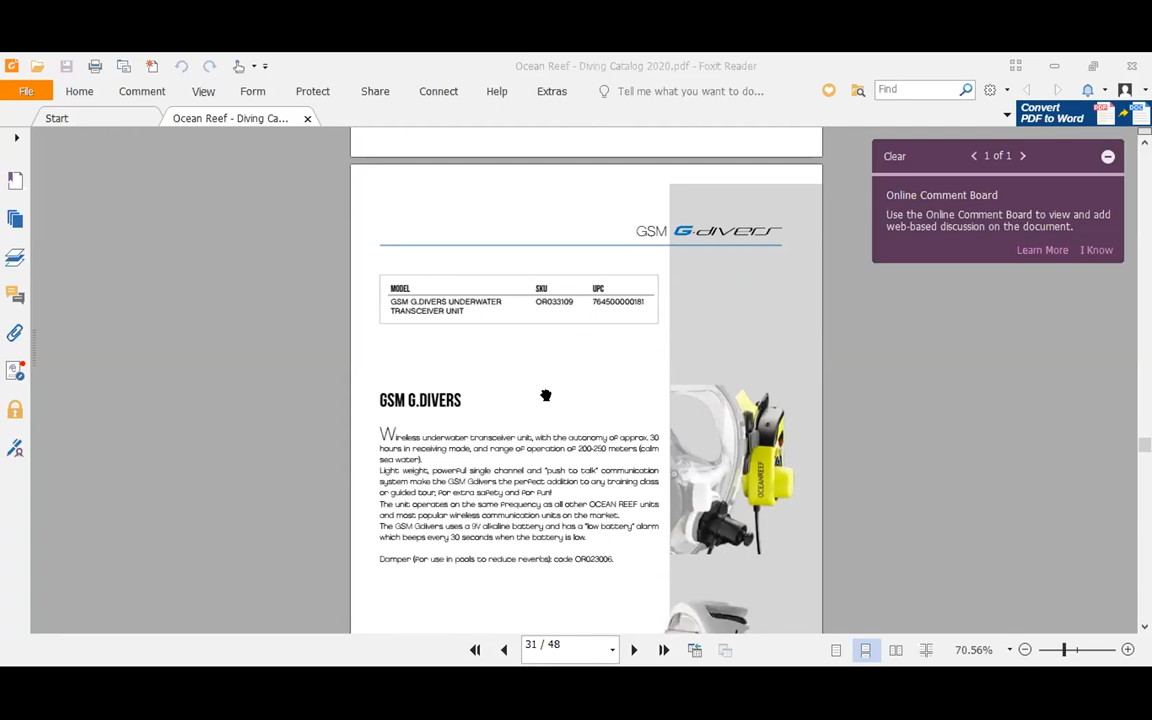 Ocean Reef - Diving Catalog 2020.pdf - Foxit Reader
File Home Comment View Form Protect Share Connect Help Extras Tell me what you want to do... Find
Start Ocean Reef - Diving Ca...
Convert
PDF to Word
Clear 1 of 1
Online Comment Board
Use the Online Comment Board to view and add
web-based discussion on the document.
Learn More I Know
GSM G.divers
MODEL SKU UPC
GSM G.DIVERS UNDERWATER OR033109 764500000181
TRANSCEIVER UNIT
GSM G.DIVERS
Wireless underwater transceiver unit, with the autonomy of approx. 30
hours in receiving mode, and range of operation of 200-250 meters (calm
sea water).
Light weight, powerful single channel and "push to talk" communication
system make the GSM Gdivers the perfect addition to any training class
or guided tour, for extra safety and for fun!
The unit operates on the same frequency as all other OCEAN REEF units
and most popular wireless communication units on the market.
The GSM Gdivers uses a 9V alkaline battery and has a "low battery" alarm
which beeps every 30 seconds when the battery is low.
Damper (for use in pools to reduce reverbs): code OR023006.
OCEANREEF
31 / 48
70.56%